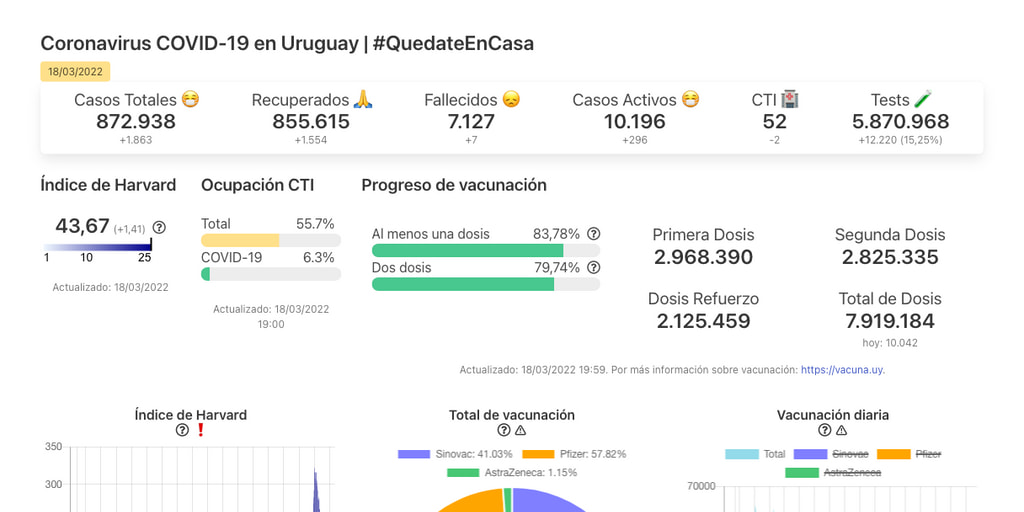 Coronavirus COVID-19 en Uruguay | #QuedateEnCasa
18/03/2022
Casos Totales 😷 Recuperados 🙏 Fallecidos 😞 Casos Activos 😷 CTI 🏥 Tests 🧪
872.938 855.615 7.127 10.196 52 5.870.968
+1.863 +1.554 +7 +296 -2 +12.220 (15,25%)
Índice de Harvard
43,67 (+1,41)
1 10 25
Actualizado: 18/03/2022
Ocupación CTI
Total 55.7%
COVID-19 6.3%
Actualizado: 18/03/2022
19:00
Progreso de vacunación
Al menos una dosis 83,78%
Dos dosis 79,74%
Primera Dosis
2.968.390
Segunda Dosis
2.825.335
Dosis Refuerzo
2.125.459
Total de Dosis
7.919.184
hoy: 10.042
Actualizado: 18/03/2022 19:59. Por más información sobre vacunación: https://vacuna.uy.
Índice de Harvard
❗
350
300
Total de vacunación
Sinovac: 41.03% Pfizer: 57.82%
AstraZeneca: 1.15%
Vacunación diaria
Total Sinovac Pfizer
AstraZeneca
70000